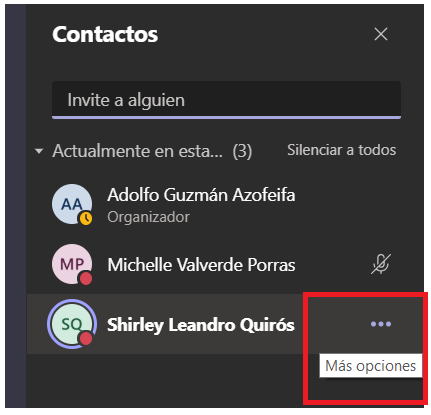 Contactos
Invite a alguien
Actualmente en esta... (3) Silenciar a todos
AA Adolfo Guzmán Azofeifa
Organizador
MP Michelle Valverde Porras
SQ Shirley Leandro Quirós
Más opciones